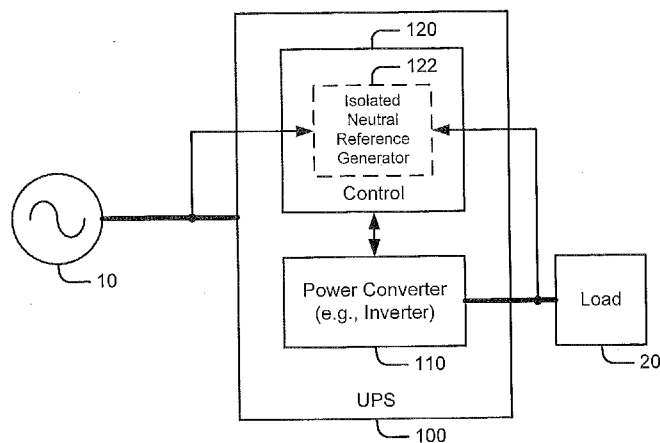 120
122
Isolated
Neutral
Reference
Generator
Control
10
Power Converter
(e.g., Inverter)
Load
110
20
UPS
100